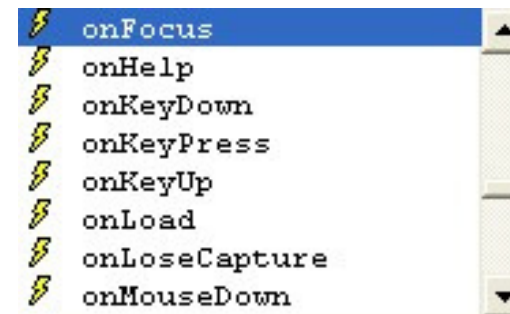 onFocus
onHelp
onKeyDown
onKeyPress
onKeyUp
onLoad
onLoseCapture
onMouseDown